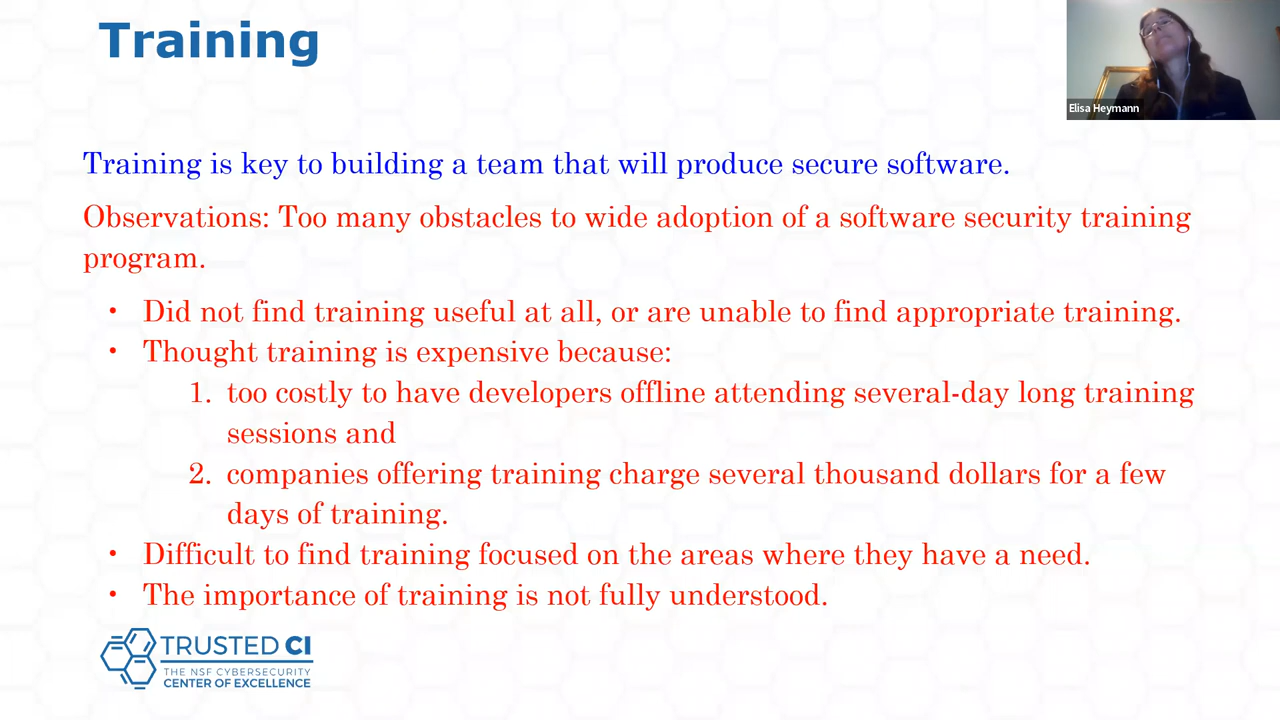 Training
Elisa Heymann
Training is key to building a team that will produce secure software.
Observations: Too many obstacles to wide adoption of a software security training
program.
• Did not find training useful at all, or are unable to find appropriate training.
• Thought training is expensive because:
1. too costly to have developers offline attending several-day long training
sessions and
2. companies offering training charge several thousand dollars for a few
days of training.
• Difficult to find training focused on the areas where they have a need.
• The importance of training is not fully understood.
TRUSTED CI
THE NSF CYBERSECURITY
CENTER OF EXCELLENCE